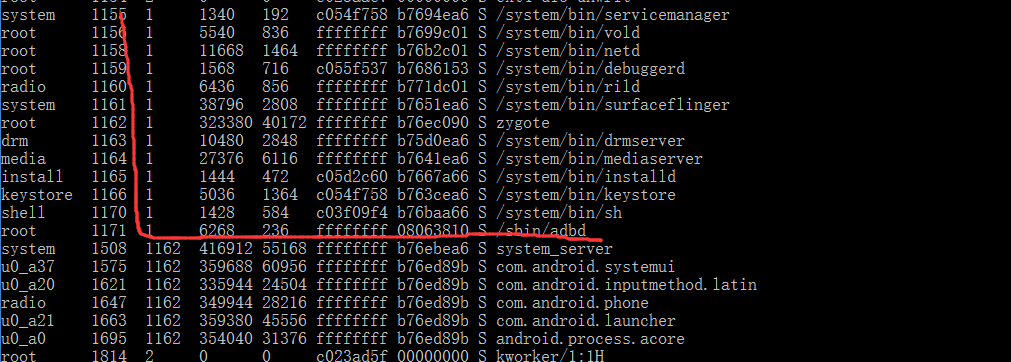 system 1155 1 1340 192 c054f758 b7694ea6 S /system/bin/servicemanager
root 1156 1 5540 836 ffffffff b7699c01 S /system/bin/vold
root 1158 1 11668 1464 ffffffff b76b2c01 S /system/bin/netd
root 1159 1 1568 716 c055f537 b7686153 S /system/bin/debuggerd
radio 1160 1 6436 856 ffffffff b771dc01 S /system/bin/rild
system 1161 1 38796 2808 ffffffff b7651ea6 S /system/bin/surfaceflinger
root 1162 1 323380 40172 ffffffff b76ec090 S zygote
drm 1163 1 10480 2848 ffffffff b75d0ea6 S /system/bin/drmserver
media 1164 1 27376 6116 ffffffff b7641ea6 S /system/bin/mediaserver
install 1165 1 1444 472 c05d2c60 b7667a66 S /system/bin/installd
keystore 1166 1 5036 1364 c054f758 b763cea6 S /system/bin/keystore
shell 1170 1 1428 584 c03f09f4 b76baa66 S /system/bin/sh
root 1171 1 6268 236 ffffffff 08063810 S /sbin/adbd
system 1508 1162 416912 55168 ffffffff b76ebea6 S system_server
u0_a37 1575 1162 359688 60956 ffffffff b76ed89b S com.android.systemui
u0_a20 1621 1162 335944 24504 ffffffff b76ed89b S com.android.inputmethod.latin
radio 1647 1162 349944 28216 ffffffff b76ed89b S com.android.phone
u0_a21 1663 1162 359380 45556 ffffffff b76ed89b S com.android.launcher
u0_a0 1695 1162 354040 31376 ffffffff b76ed89b S android.process.acore
root 1814 2 0 0 c023ad5f 00000000 S kworker/1:1H